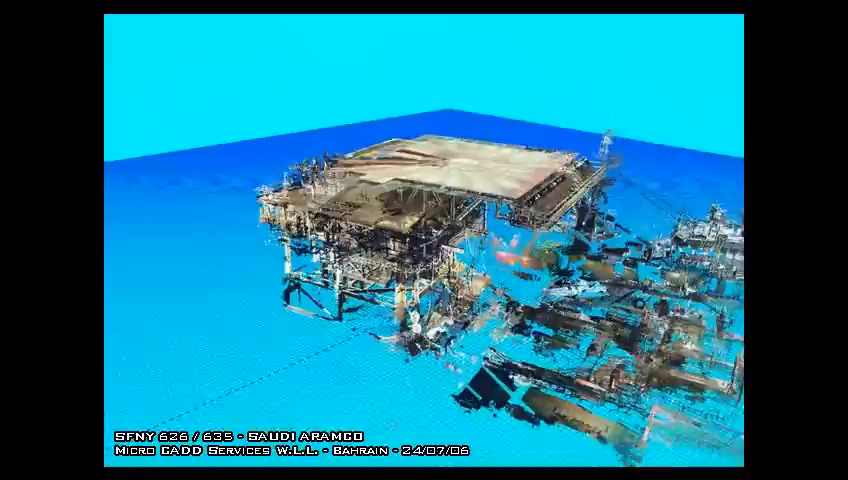 SFNY 626 / 635 - SAUDI ARAMCO
Micro CADD Services W.L.L. - Bahrain - 24/07/06